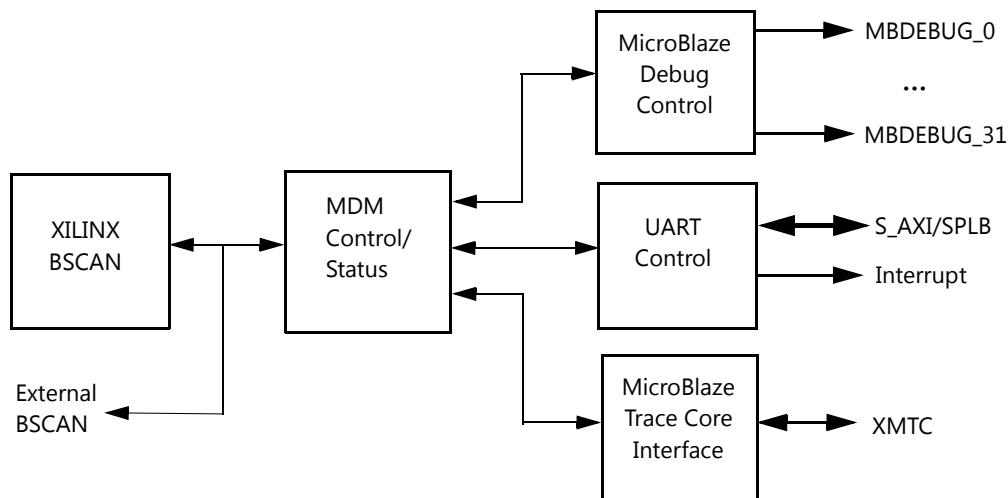 MicroBlaze
Debug
Control
MBDEBUG_0
...
MBDEBUG_31
XILINX
BSCAN
MDM
Control/
Status
UART
Control
S_AXI/SPLB
Interrupt
External
BSCAN
MicroBlaze
Trace Core
Interface
XMTC